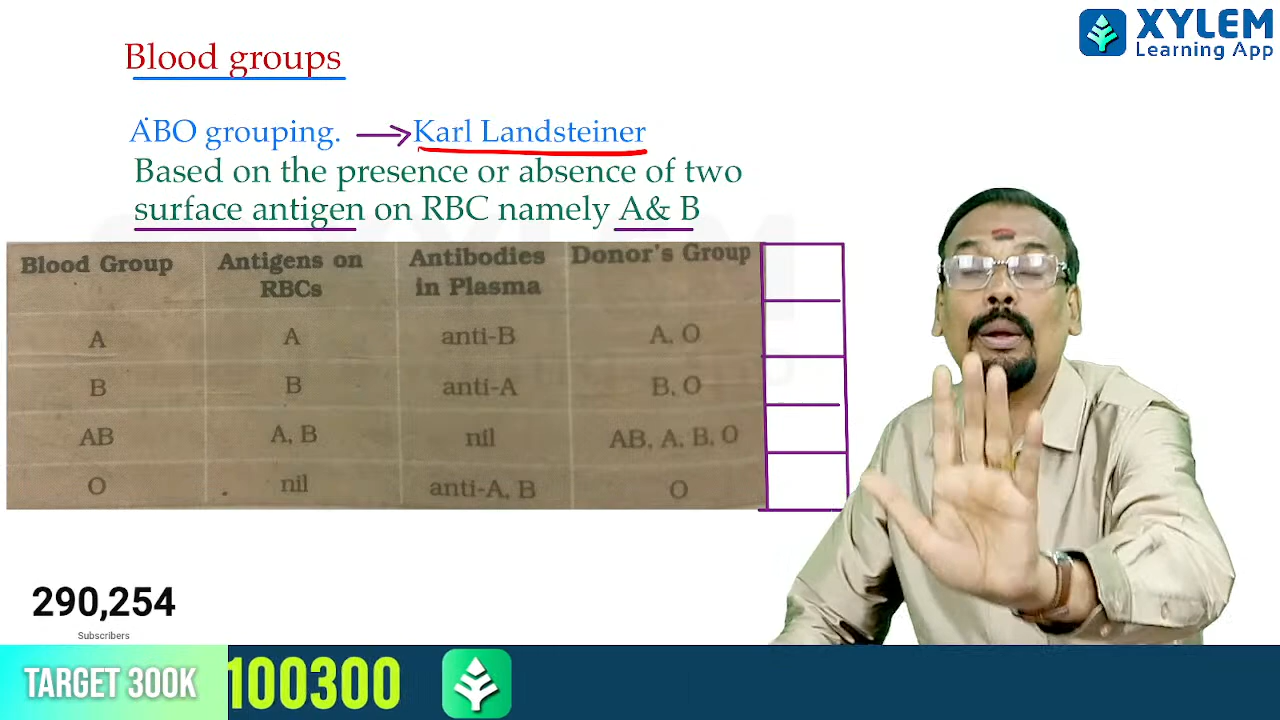 XYLEM
Learning App
Blood groups
ABO grouping. → Karl Landsteiner
Based on the presence or absence of two
surface antigen on RBC namely A& B
Blood Group Antigens on RBCs Antibodies in Plasma Donor's Group
A A anti-B A, O
B B anti-A B, O
AB A, B nil AB, A, B, O
O nil anti-A, B O
290,254
Subscribers
TARGET 300K 100300